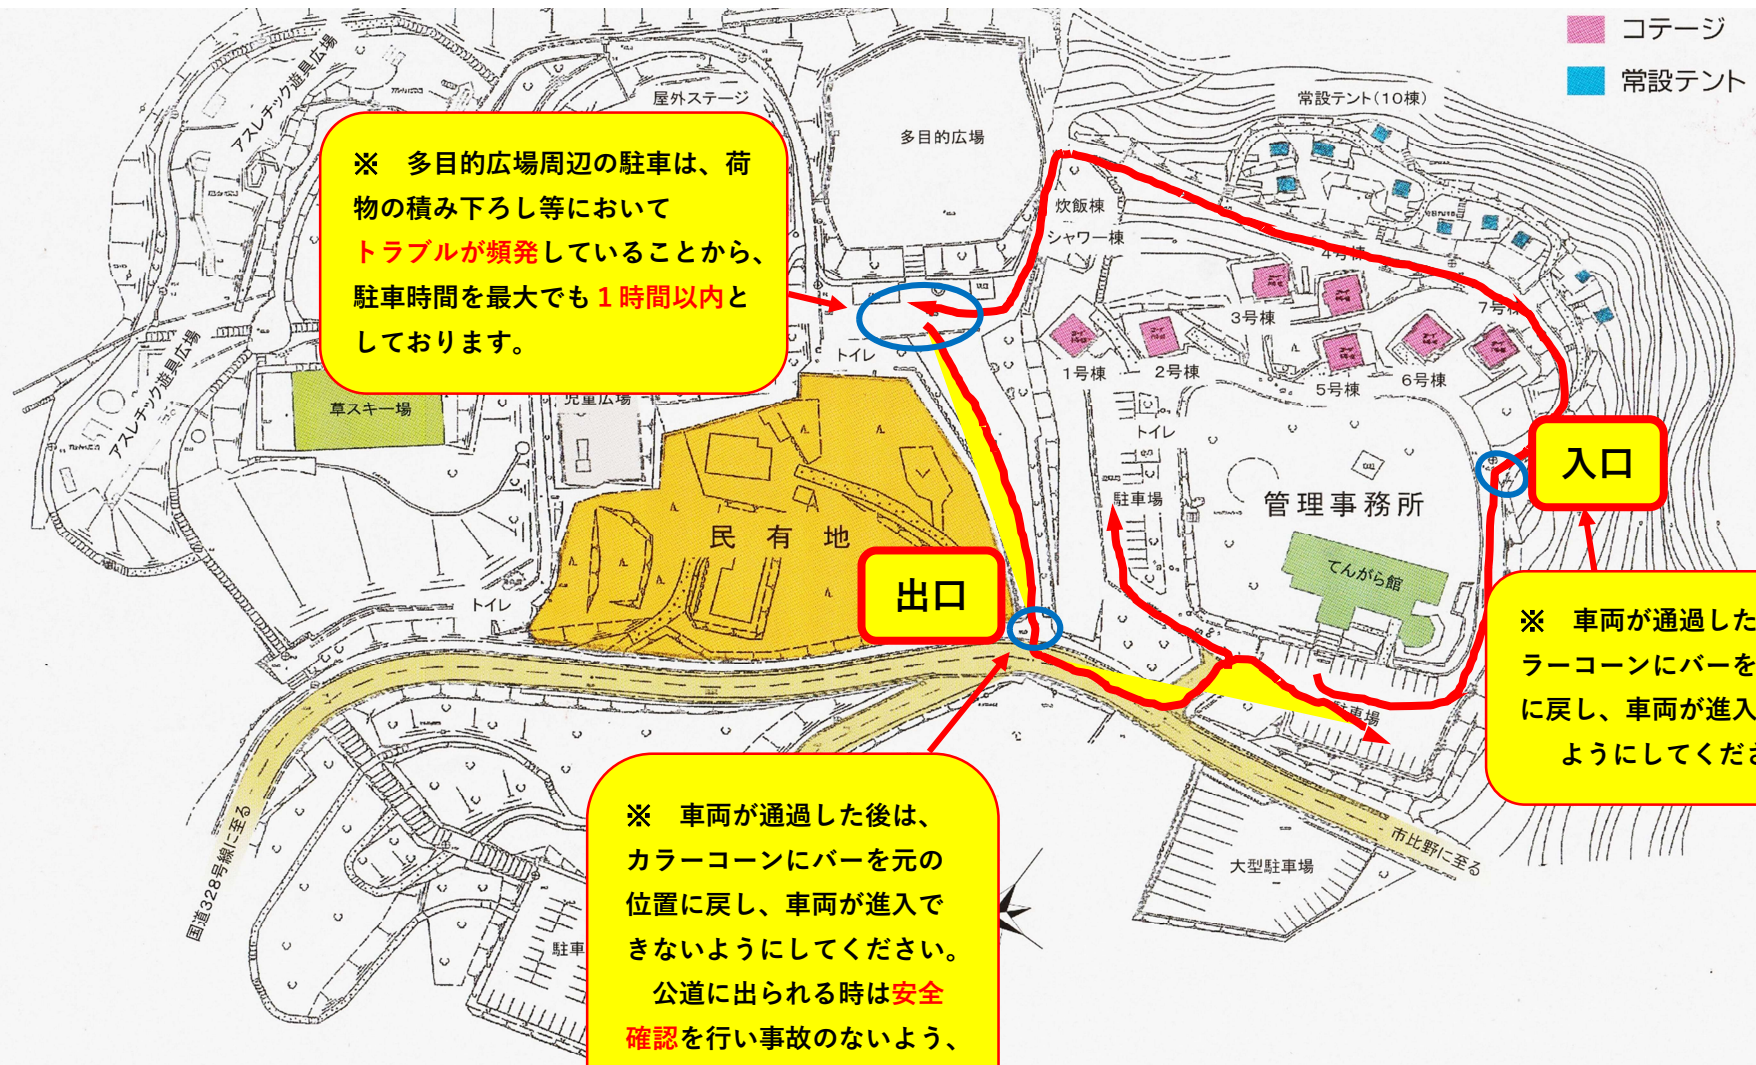 コテージ
常設テント
アスレチック遊具広場
屋外ステージ
多目的広場
常設テント(10棟)
※　多目的広場周辺の駐車は、荷
物の積み下ろし等において
トラブルが頻発していることから、
駐車時間を最大でも１時間以内と
しております。
炊飯棟
シャワー棟
4号棟
3号棟
7号棟
1号棟
2号棟
5号棟
6号棟
トイレ
アスレチック遊具広場
草スキー場
児童広場
トイレ
駐車場
管理事務所
入口
民有地
てんがら館
出口
トイレ
※　車両が通過した
ラーコーンにバーを
に戻し、車両が進入
ようにしてくださ
駐車場
※　車両が通過した後は、
カラーコーンにバーを元の
位置に戻し、車両が進入で
きないようにしてください。
公道に出られる時は安全
確認を行い事故のないよう、
国道328号線に至る
市比野に至る
大型駐車場
駐車